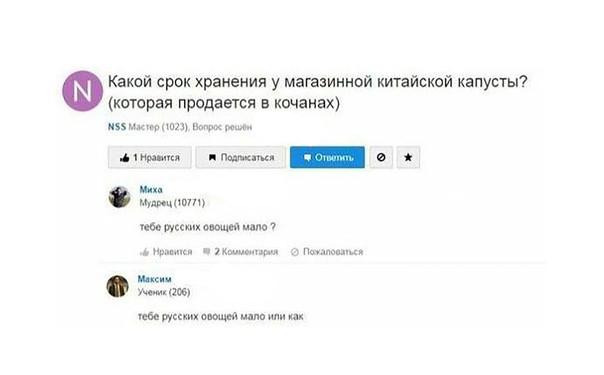 N
Какой срок хранения у магазинной китайской капусты?
(которая продается в кочанах)
NSS Мастер (1023), Вопрос решён
1 Нравится Подписаться Ответить
Миха
Мудрец (10771)
тебе русских овощей мало ?
Нравится 2 Комментария Пожаловаться
Максим
Ученик (206)
тебе русских овощей мало или как